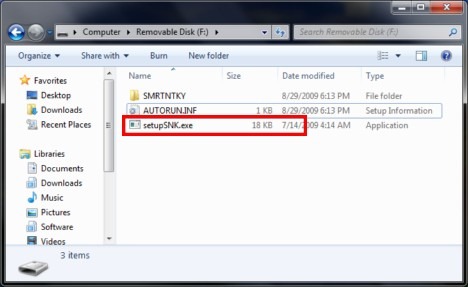 Computer ▸ Removable Disk (F:) ▸
Search Removable Disk (F:)
Organize Share with Burn New folder
Favorites
Desktop
Downloads
Recent Places
Libraries
Documents
Downloads
Music
Pictures
Software
Videos
Name Size Date modified Type
SMRTNTKY 8/29/2009 6:13 PM File folder
AUTORUN.INF 1 KB 8/29/2009 6:13 PM Setup Information
setupSNK.exe 18 KB 7/14/2009 4:14 AM Application
3 items